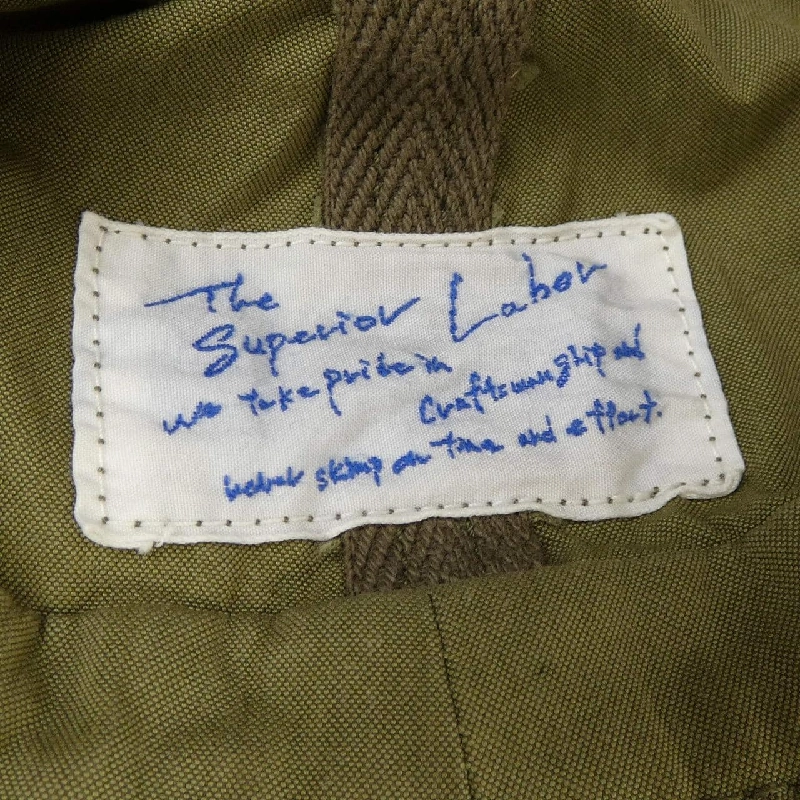 The
Superior Labor
we take pride in
Craftsmanship and
never skimp on time and effort.